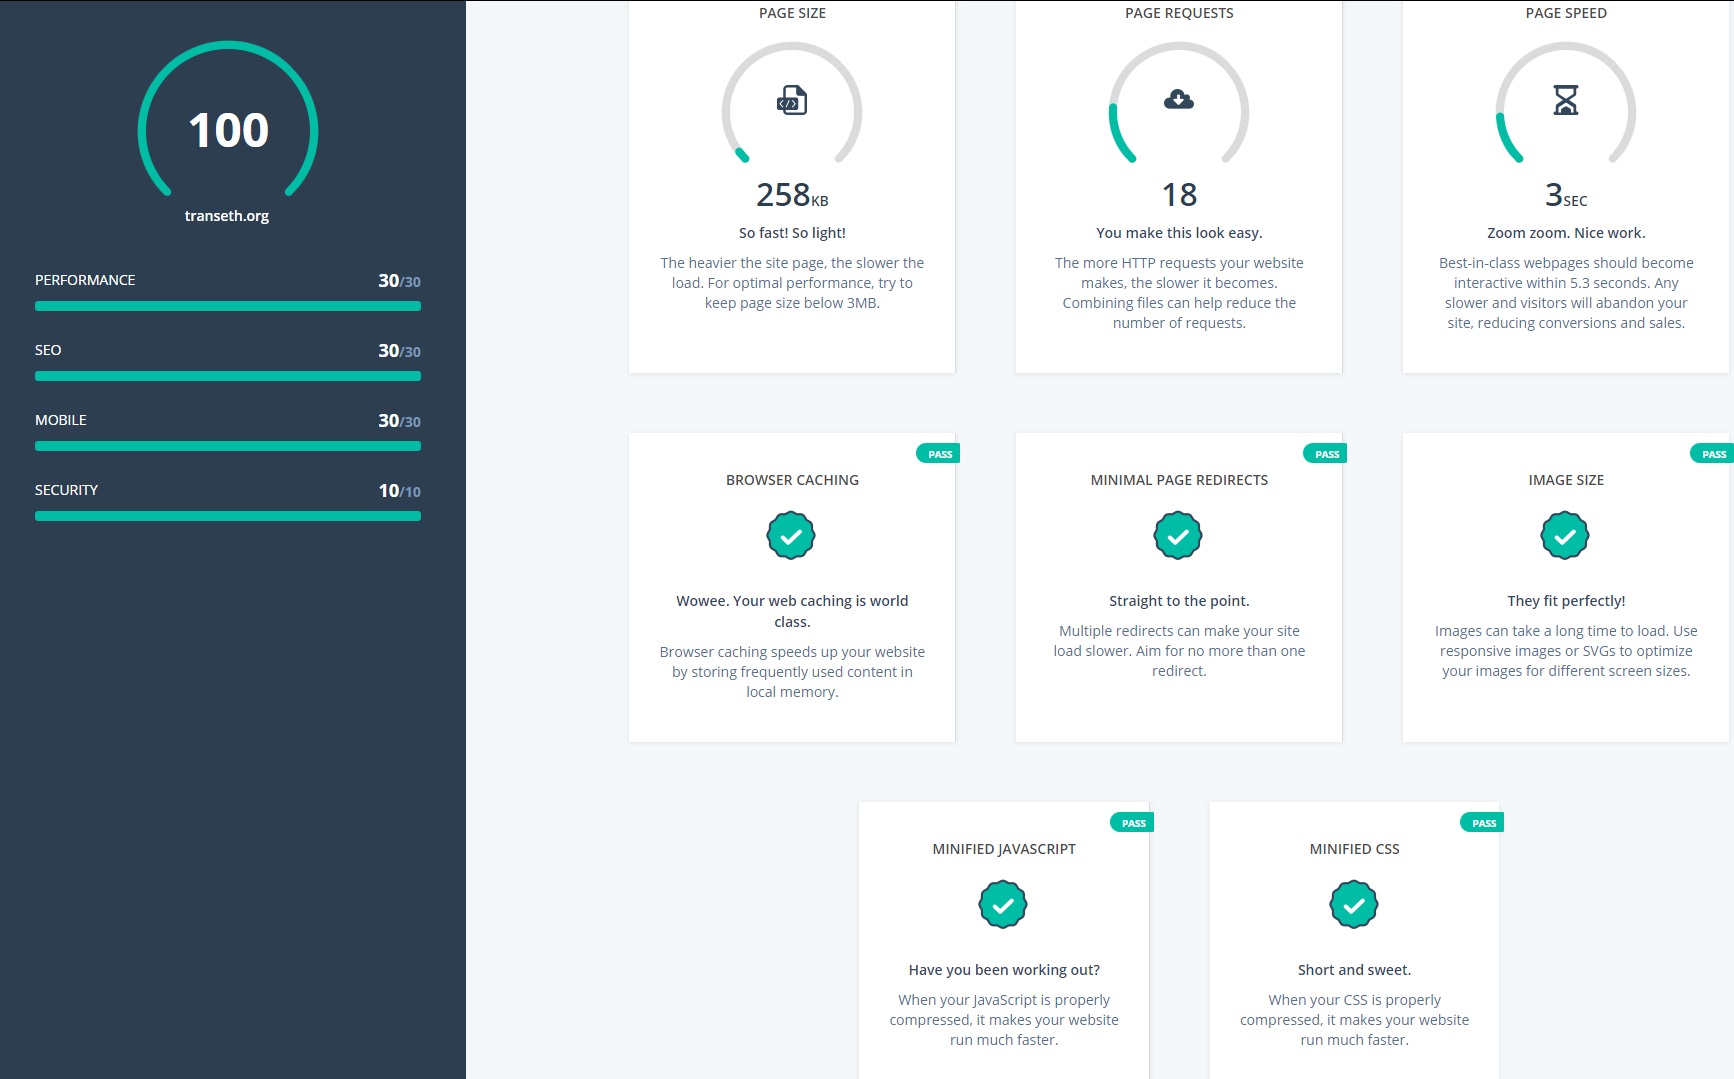 100
transeth.org
PERFORMANCE 30/30
SEO 30/30
MOBILE 30/30
SECURITY 10/10
PAGE SIZE
</>
258KB
So fast! So light!
The heavier the site page, the slower the
load. For optimal performance, try to
keep page size below 3MB.
PAGE REQUESTS
18
You make this look easy.
The more HTTP requests your website
makes, the slower it becomes.
Combining files can help reduce the
number of requests.
PAGE SPEED
3SEC
Zoom zoom. Nice work.
Best-in-class webpages should become
interactive within 5.3 seconds. Any
slower and visitors will abandon your
site, reducing conversions and sales.
PASS
BROWSER CACHING
Wowee. Your web caching is world
class.
Browser caching speeds up your website
by storing frequently used content in
local memory.
PASS
MINIMAL PAGE REDIRECTS
Straight to the point.
Multiple redirects can make your site
load slower. Aim for no more than one
redirect.
PASS
IMAGE SIZE
They fit perfectly!
Images can take a long time to load. Use
responsive images or SVGs to optimize
your images for different screen sizes.
PASS
MINIFIED JAVASCRIPT
Have you been working out?
When your JavaScript is properly
compressed, it makes your website
run much faster.
PASS
MINIFIED CSS
Short and sweet.
When your CSS is properly
compressed, it makes your website
run much faster.